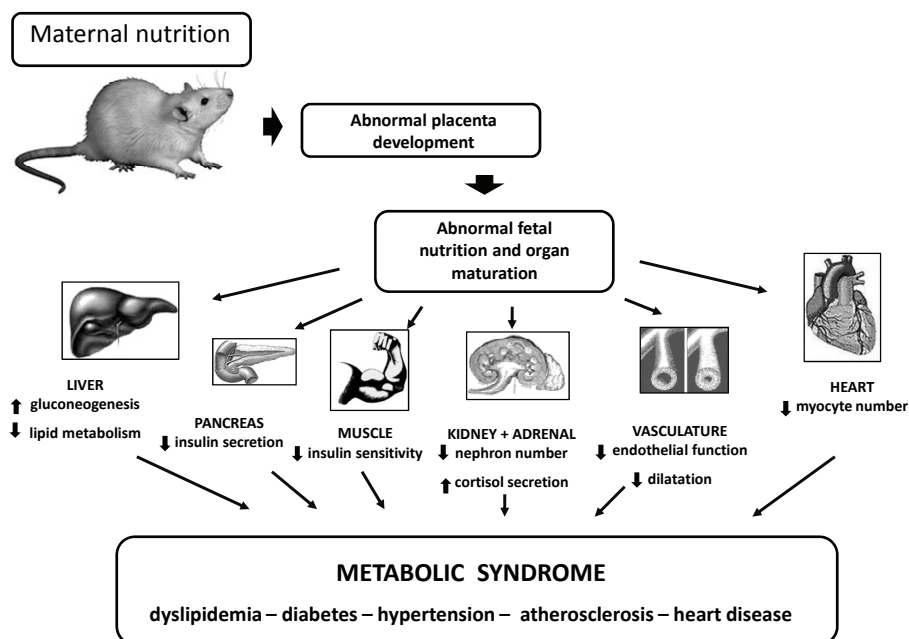 Maternal nutrition
Abnormal placenta
development
Abnormal fetal
nutrition and organ
maturation
LIVER
gluconeogenesis
lipid metabolism
PANCREAS
insulin secretion
MUSCLE
insulin sensitivity
KIDNEY + ADRENAL
nephron number
cortisol secretion
VASCULATURE
endothelial function
dilatation
HEART
myocyte number
METABOLIC SYNDROME
dyslipidemia – diabetes – hypertension – atherosclerosis – heart disease